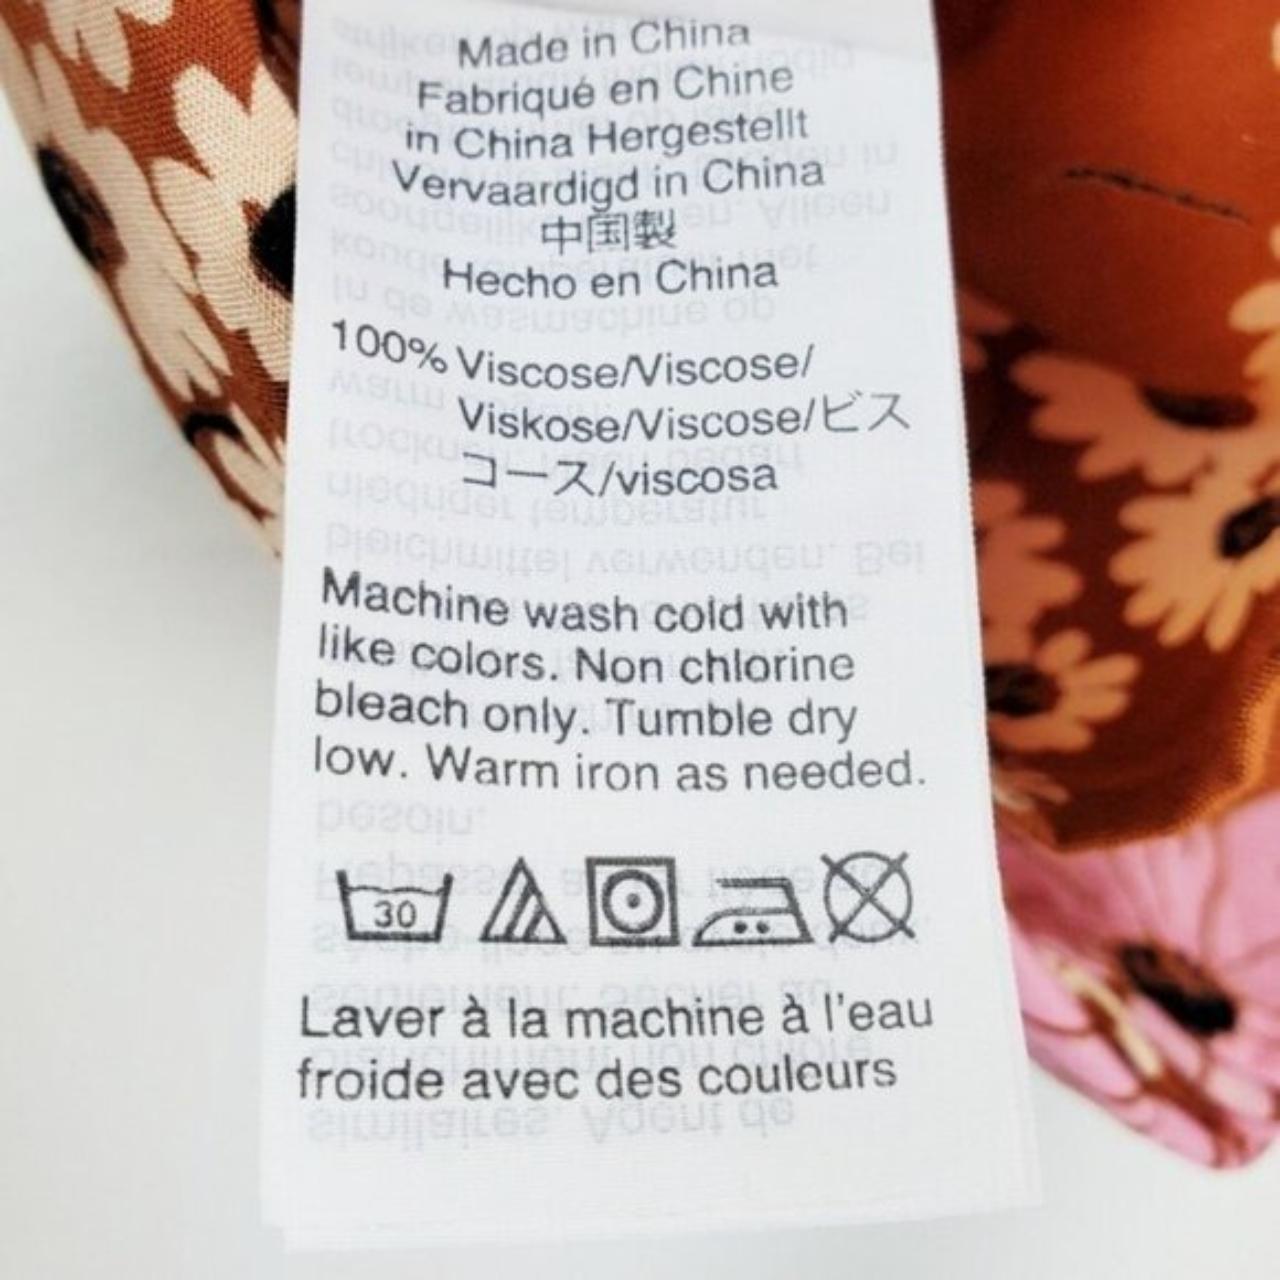 Made in China
Fabriqué en Chine
in China Hergestellt
Vervaardigd in China
中国製
Hecho en China
100% Viscose/Viscose/
Viskose/Viscose/ビス
コース/viscosa
Machine wash cold with
like colors. Non chlorine
bleach only. Tumble dry
low. Warm iron as needed.
30
Laver à la machine à l'eau
froide avec des couleurs